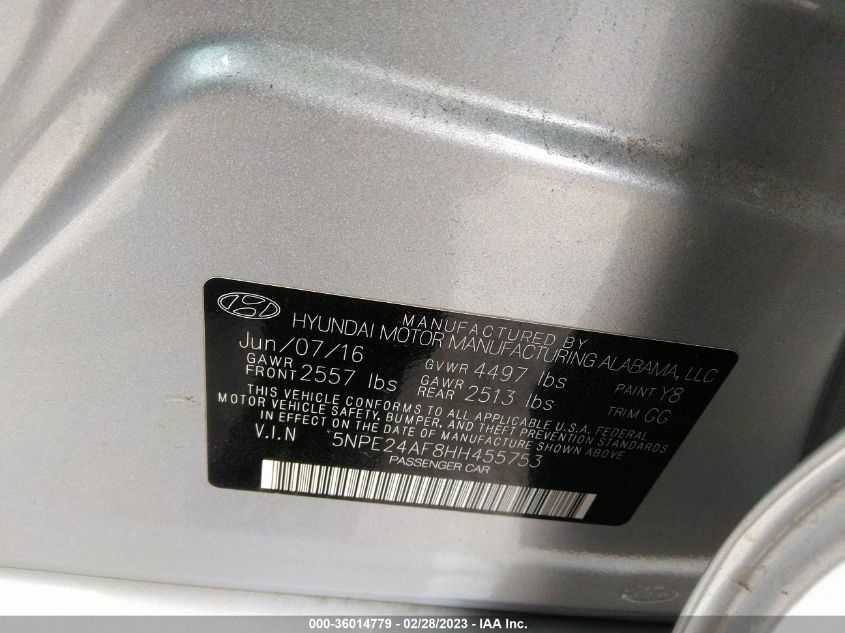 MANUFACTURED BY
HYUNDAI MOTOR MANUFACTURING ALABAMA, LLC
Jun/07/16 GVWR 4497 lbs PAINT Y8
GAWR FRONT 2557 lbs GAWR REAR 2513 lbs TRIM GG
THIS VEHICLE CONFORMS TO ALL APPLICABLE U.S.A. FEDERAL
MOTOR VEHICLE SAFETY, BUMPER, AND THEFT PREVENTION STANDARDS
IN EFFECT ON THE DATE OF MANUFACTURE SHOWN ABOVE
V.I.N 5NPE24AF8HH455753
PASSENGER CAR
000-36014779 - 02/28/2023 - IAA Inc.